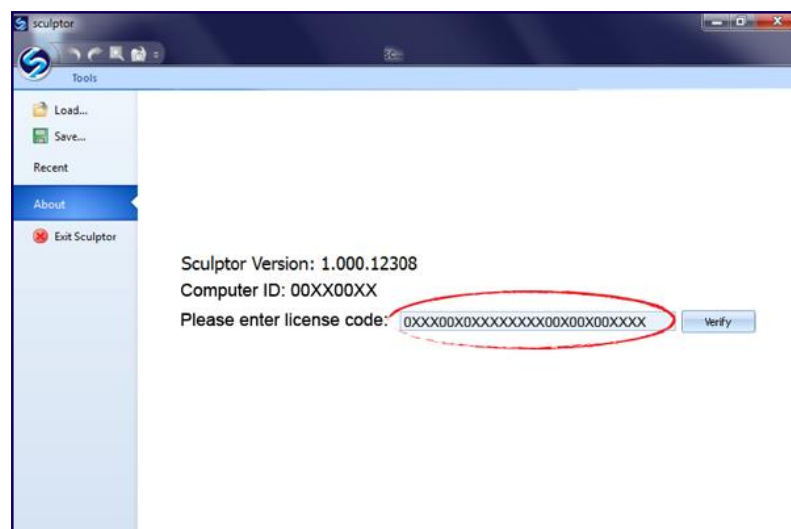 sculptor
Tools
Load...
Save...
Recent
About
Exit Sculptor
Sculptor Version: 1.000.12308
Computer ID: 00XX00XX
Please enter license code: 0XXX00X0XXXXXXXX00X00X00XXXX Verify